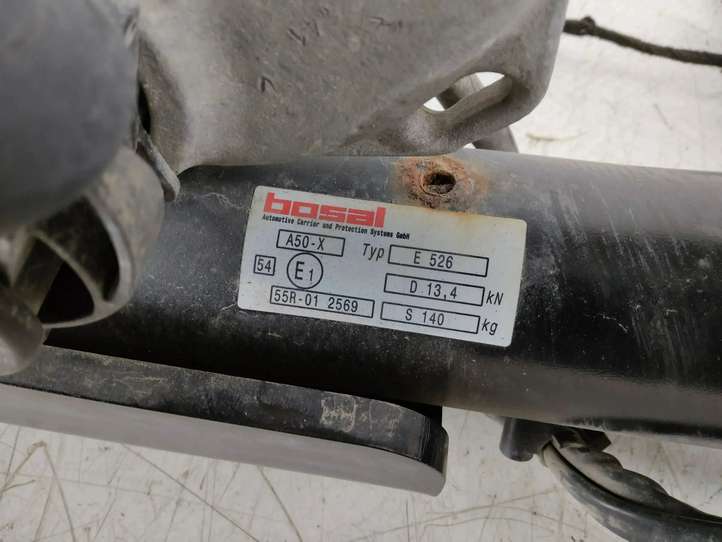 bosal
Automotive Carrier and Protection Systems GmbH
A50-X Typ E 526
54 E1 D 13,4 kN
55R-01 2569 S 140 kg